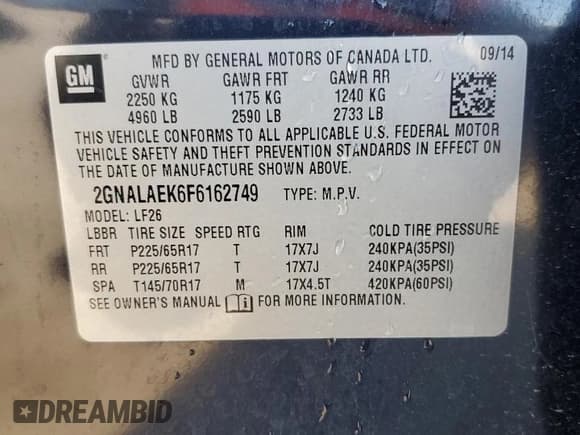 GM
MFD BY GENERAL MOTORS OF CANADA LTD. 09/14
GVWR GAWR FRT GAWR RR
2250 KG 1175 KG 1240 KG
4960 LB 2590 LB 2733 LB
THIS VEHICLE CONFORMS TO ALL APPLICABLE U.S. FEDERAL MOTOR
VEHICLE SAFETY AND THEFT PREVENTION STANDARDS IN EFFECT ON
THE DATE OF MANUFACTURE SHOWN ABOVE.
2GNALAEK6F6162749 TYPE: M.P.V.
MODEL: LF26
LBBR TIRE SIZE SPEED RTG RIM COLD TIRE PRESSURE
FRT P225/65R17 T 17X7J 240KPA(35PSI)
RR P225/65R17 T 17X7J 240KPA(35PSI)
SPA T145/70R17 M 17X4.5T 420KPA(60PSI)
SEE OWNER'S MANUAL FOR MORE INFORMATION.
DREAMBID